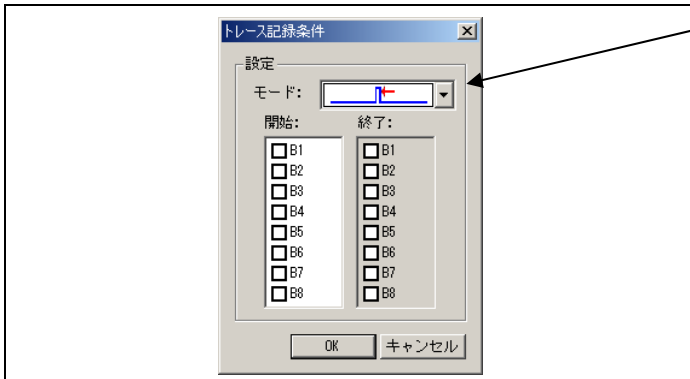 トレース記録条件
設定
モード:
開始: 終了:
B1 B1
B2 B2
B3 B3
B4 B4
B5 B5
B6 B6
B7 B7
B8 B8
OK キャンセル